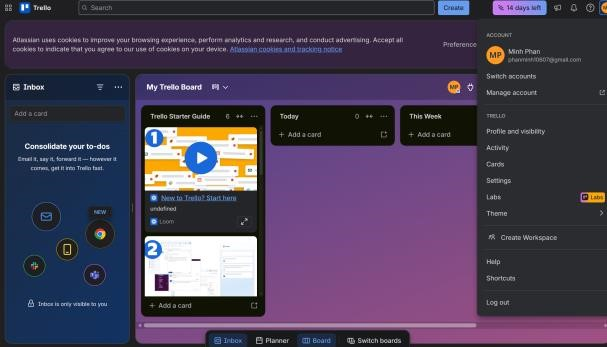 Trello
Search
Create
14 days left
Atlassian uses cookies to improve your browsing experience, perform analytics and research, and conduct advertising. Accept all
cookies to indicate that you agree to our use of cookies on your device. Atlassian cookies and tracking notice
Preference
Inbox
Add a card
Consolidate your to-dos
Email it, say it, forward it — however it
comes, get it into Trello fast.
NEW
Inbox is only visible to you
My Trello Board
MP
Trello Starter Guide 6
1
New to Trello? Start here
undefined
Loom
2
+ Add a card
Today 0
+ Add a card
This Week
+ Add a card
ACCOUNT
MP
Minh Phan
phanminh10607@gmail.com
Switch accounts
Manage account
TRELLO
Profile and visibility
Activity
Cards
Settings
Labs
Labs
Theme
Create Workspace
Help
Shortcuts
Log out
Inbox
Planner
Board
Switch boards